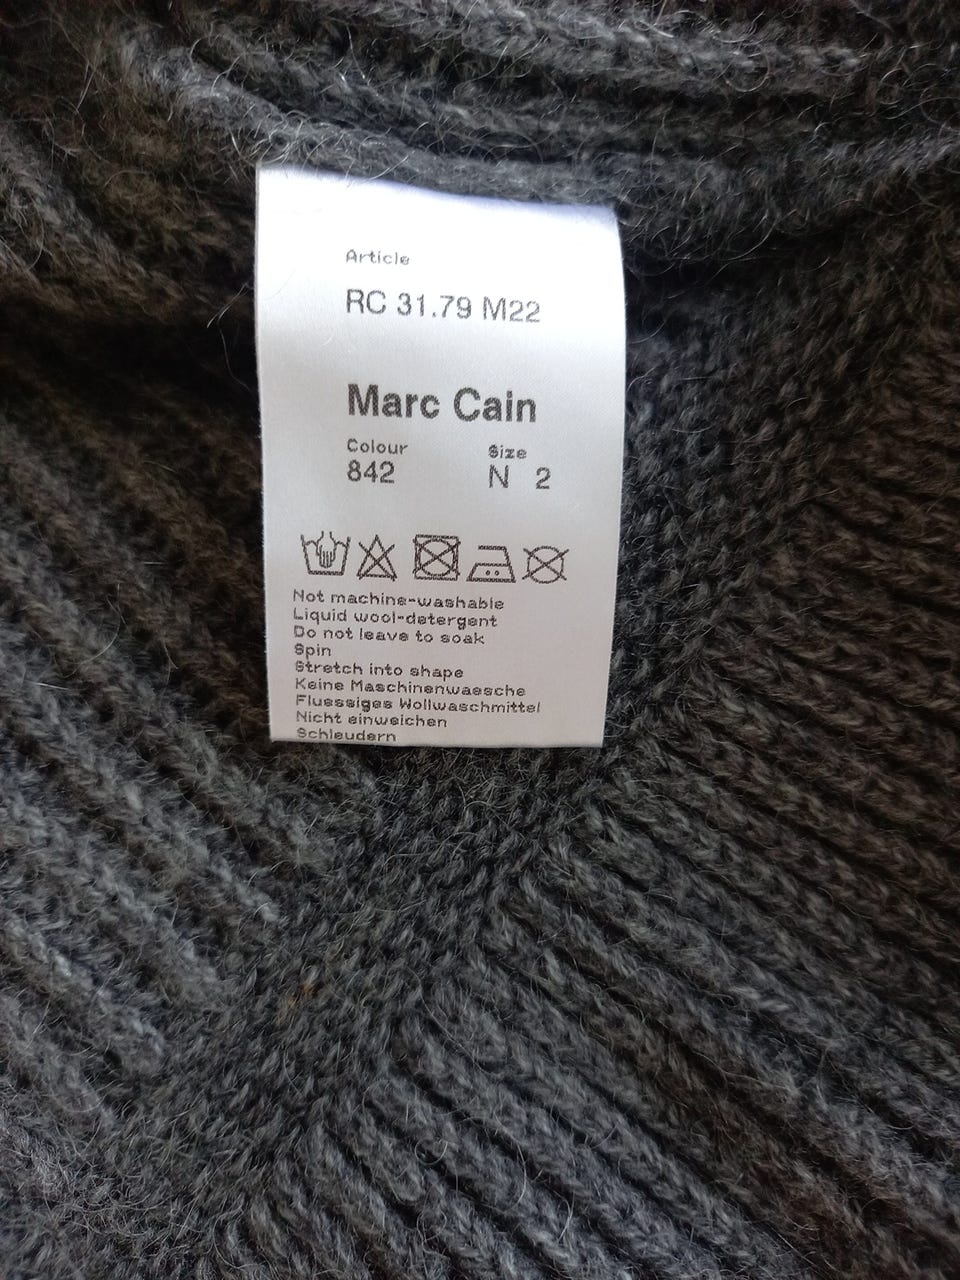 Article
RC 31.79 M22
Marc Cain
Colour Size
842 N 2
Not machine-washable
Liquid wool-detergent
Do not leave to soak
Spin
Stretch into shape
Keine Maschinenwaesche
Fluessiges Wollwaschmittel
Nicht einweichen
Schleudern